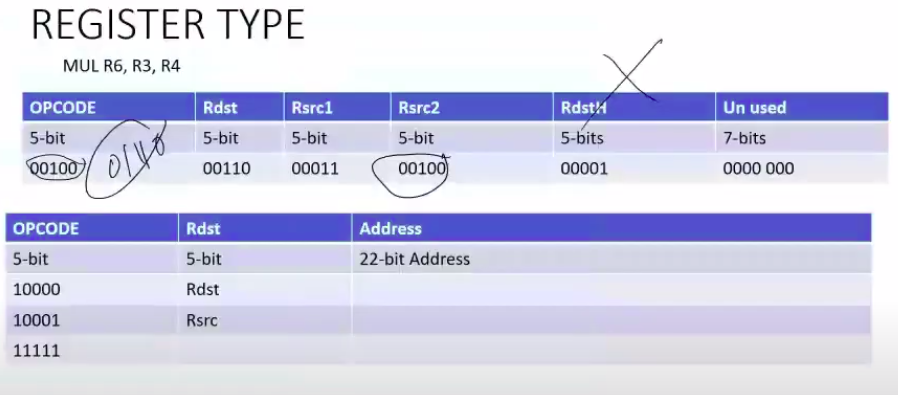 REGISTER TYPE
MUL R6, R3, R4
OPCODE Rdst Rsrc1 Rsrc2 RdstH Un used
5-bit 5-bit 5-bit 5-bit 5-bits 7-bits
00100 00110 00011 00100 00001 0000 000
OPCODE Rdst Address
5-bit 5-bit 22-bit Address
10000 Rdst
10001 Rsrc
11111